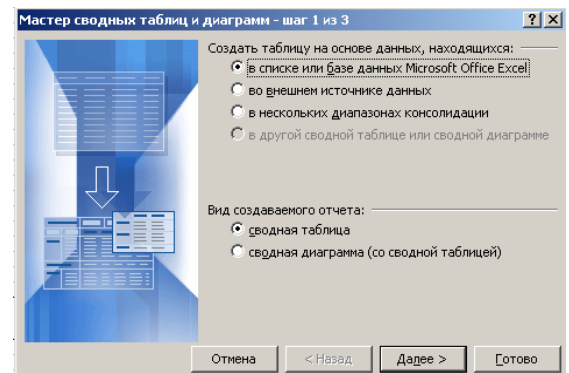 Мастер сводных таблиц и диаграмм - шаг 1 из 3
Создать таблицу на основе данных, находящихся:
в списке или базе данных Microsoft Office Excel
во внешнем источнике данных
в нескольких диапазонах консолидации
в другой сводной таблице или сводной диаграмме
Вид создаваемого отчета:
сводная таблица
сводная диаграмма (со сводной таблицей)
Отмена < Назад Далее > Готово